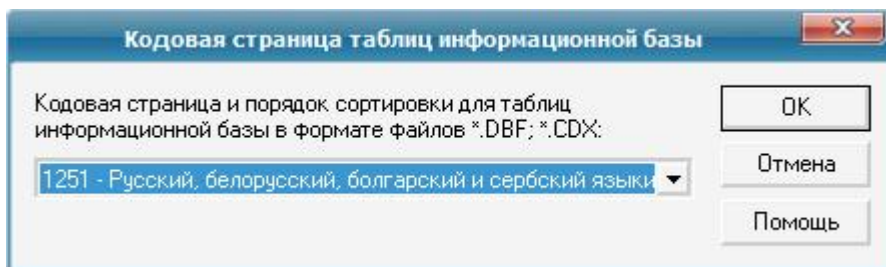 Кодовая страница таблиц информационной базы
Кодовая страница и порядок сортировки для таблиц
информационной базы в формате файлов *.DBF; *.CDX:
1251 - Русский, белорусский, болгарский и сербский языки
OK
Отмена
Помощь